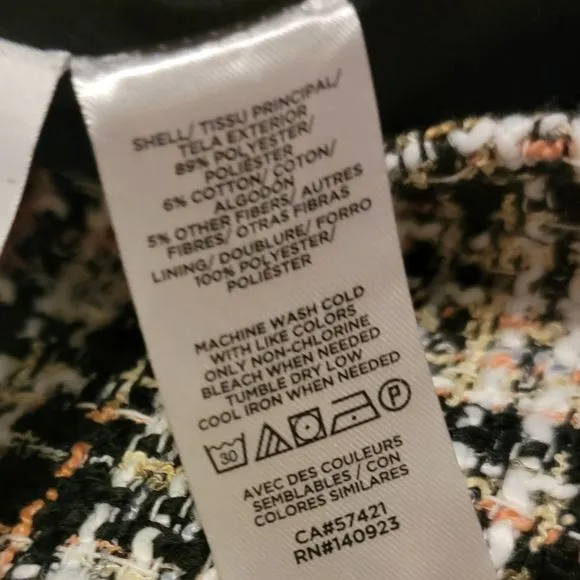 SHELL/ TISSU PRINCIPAL/
TELA EXTERIOR
89% POLYESTER/
POLIÉSTER
6% COTTON/ COTON/
ALGODÓN
5% OTHER FIBERS/ AUTRES
FIBRES/ OTRAS FIBRAS
LINING/ DOUBLURE/ FORRO
100% POLYESTER/
POLIÉSTER
MACHINE WASH COLD
WITH LIKE COLORS
ONLY NON-CHLORINE
BLEACH WHEN NEEDED
TUMBLE DRY LOW
COOL IRON WHEN NEEDED
30 P
AVEC DES COULEURS
SEMBLABLES / CON
COLORES SIMILARES
CA#57421
RN#140923